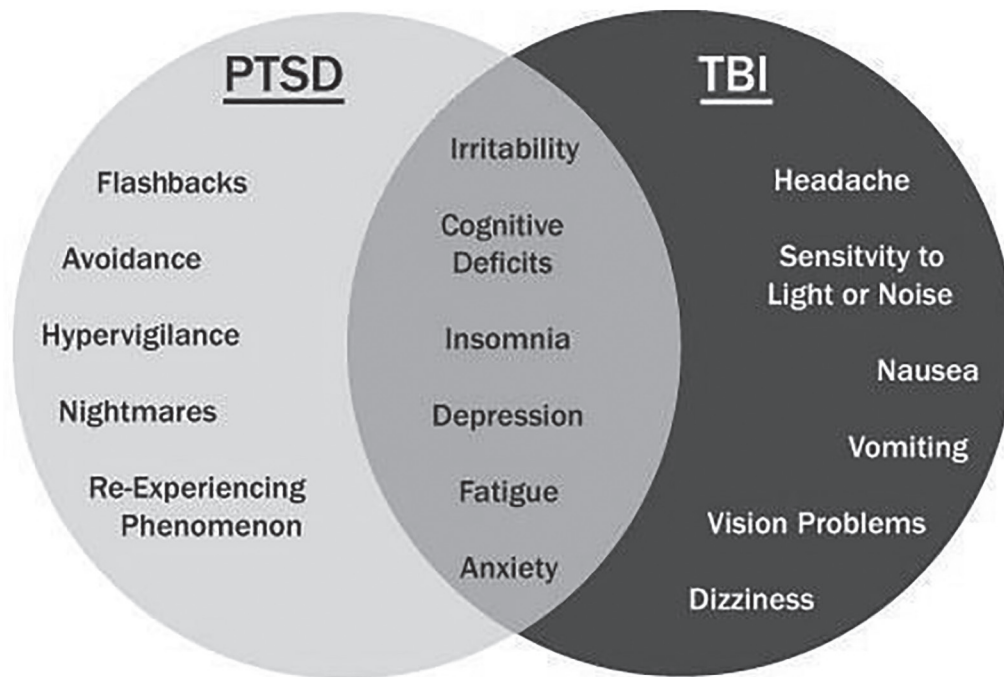 PTSD
Flashbacks
Avoidance
Hypervigilance
Nightmares
Re-Experiencing
Phenomenon
Irritability
Cognitive
Deficits
Insomnia
Depression
Fatigue
Anxiety
TBI
Headache
Sensitvity to
Light or Noise
Nausea
Vomiting
Vision Problems
Dizziness